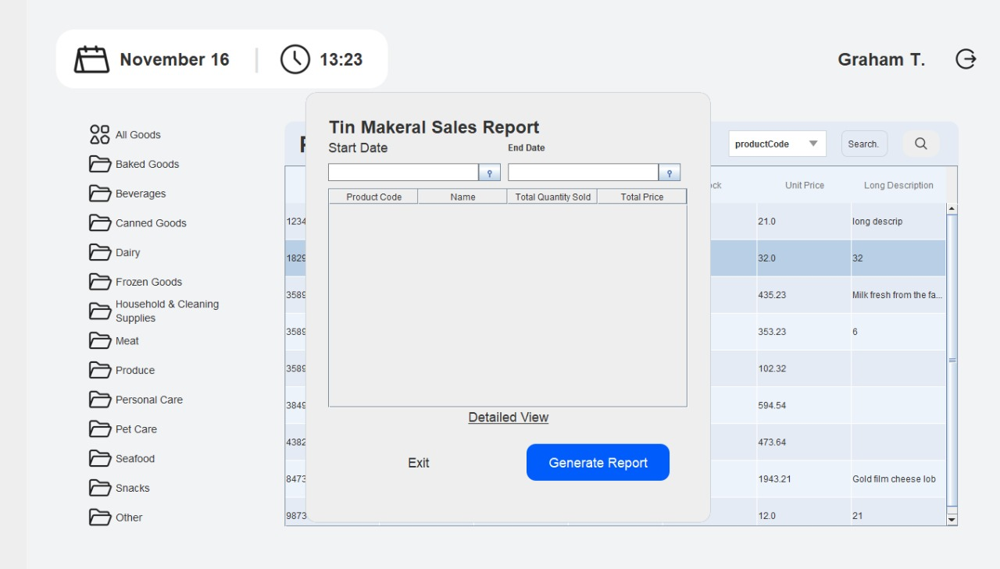 November 16
13:23
Graham T.
All Goods
Baked Goods
Beverages
Canned Goods
Dairy
Frozen Goods
Household & Cleaning
Supplies
Meat
Produce
Personal Care
Pet Care
Seafood
Snacks
Other
Tin Makeral Sales Report
Start Date
End Date
Product Code Name Total Quantity Sold Total Price
Detailed View
Exit
Generate Report
productCode
Search.
Unit Price Long Description
1234 21.0 long descrip
1829 32.0 32
3589 435.23 Milk fresh from the fa...
3589 353.23 6
3589 102.32
3849 594.54
4382 473.64
8473 1943.21 Gold film cheese lob
9873 12.0 21